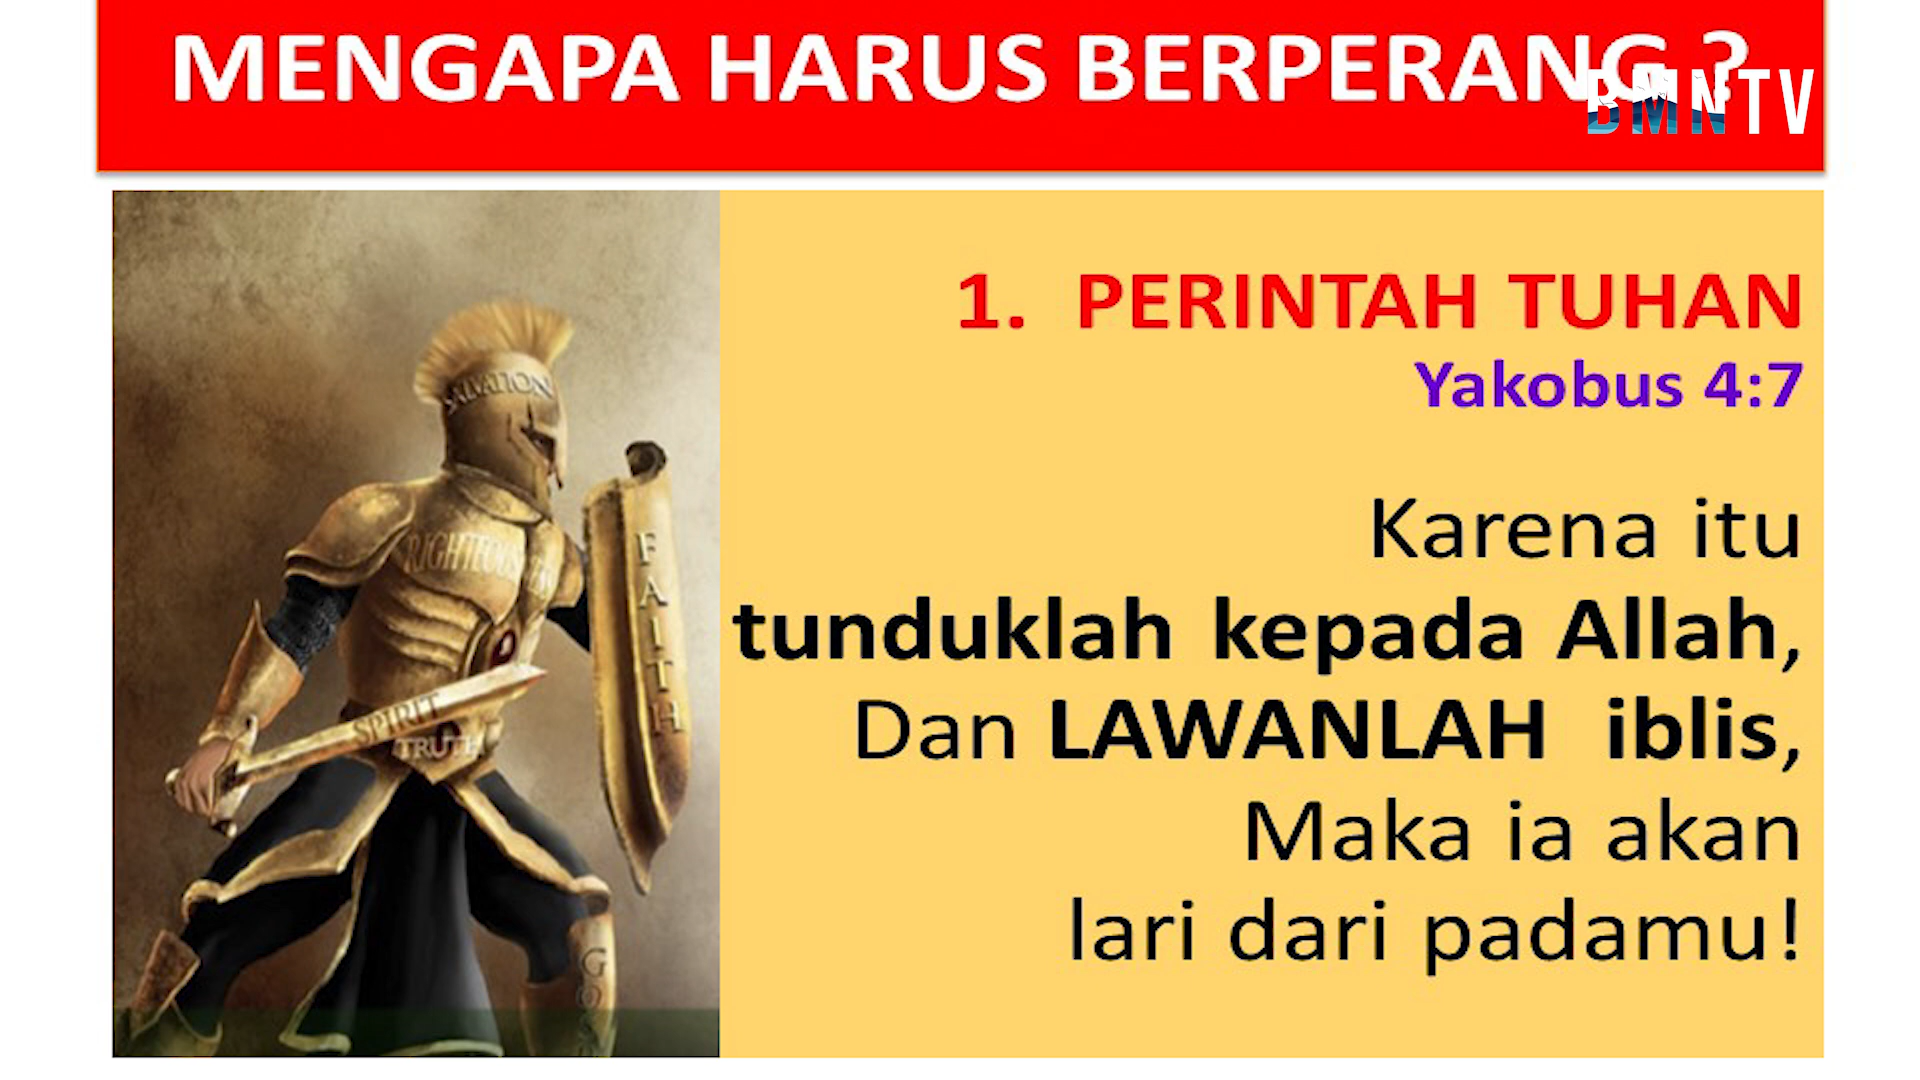 MENGAPA HARUS BERPERANG ?
BMNTV
1. PERINTAH TUHAN
Yakobus 4:7
Karena itu
tunduklah kepada Allah,
Dan LAWANLAH iblis,
Maka ia akan
lari dari padamu!
SALVATION
RIGHTEOUSNESS
FAITH
SPIRIT
TRUTH